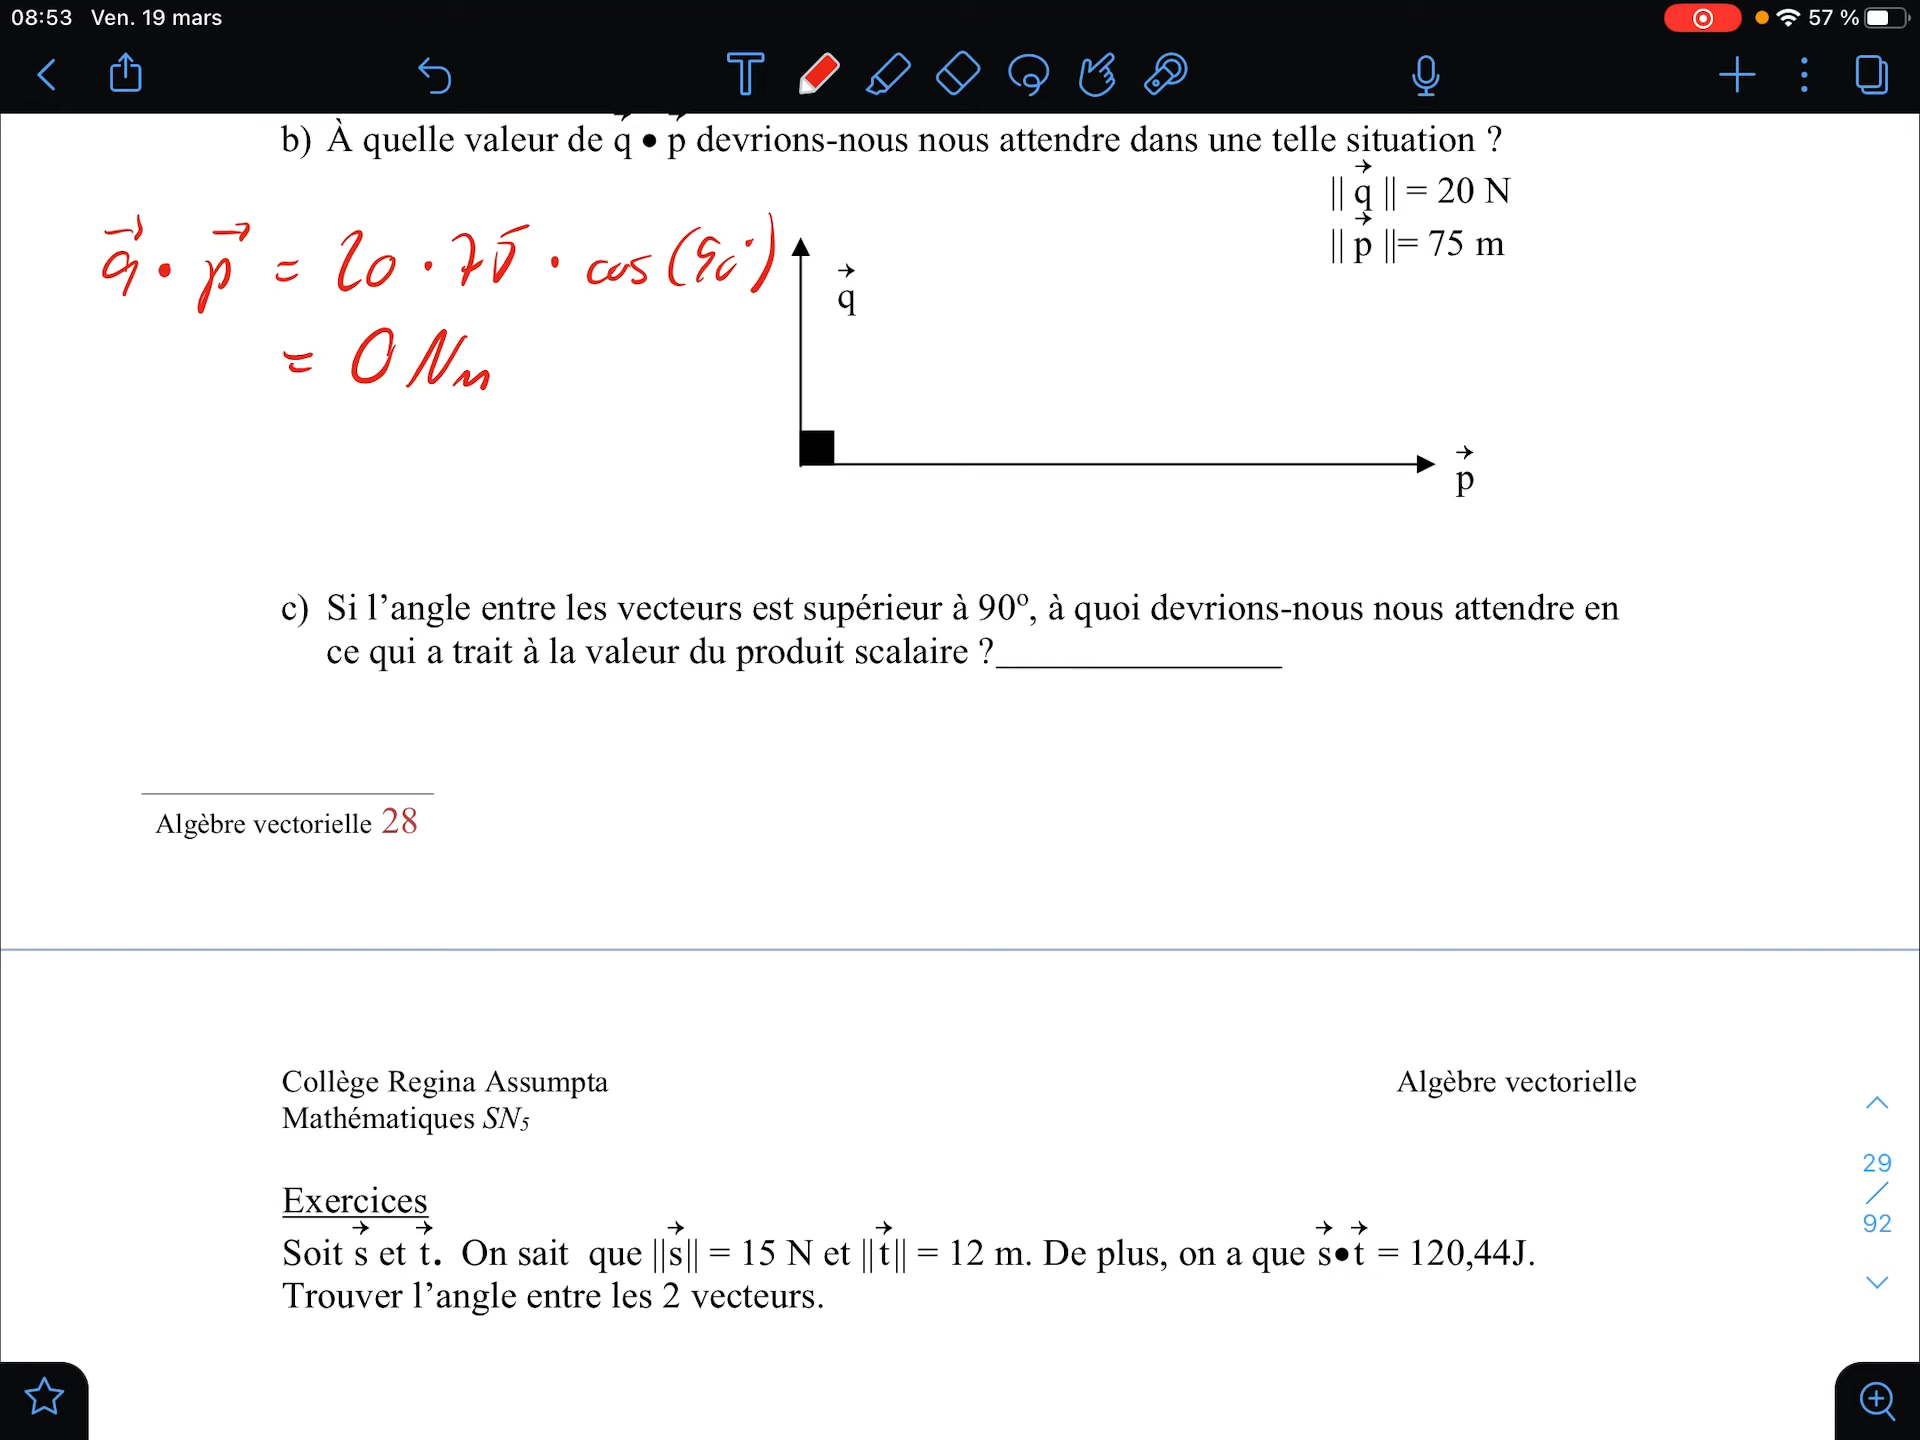 08:53 Ven. 19 mars
57 %
b) À quelle valeur de q • p devrions-nous nous attendre dans une telle situation ?
|| q || = 20 N
|| p ||= 75 m
q • p = 20 · 75 · cos (90°)
= 0 Nm
q
p
c) Si l’angle entre les vecteurs est supérieur à 90º, à quoi devrions-nous nous attendre en
ce qui a trait à la valeur du produit scalaire ?_______________
Algèbre vectorielle 28
Collège Regina Assumpta
Algèbre vectorielle
Mathématiques SN5
29
/
92
Exercices
Soit s et t. On sait que ||s|| = 15 N et ||t|| = 12 m. De plus, on a que s•t = 120,44J.
Trouver l’angle entre les 2 vecteurs.